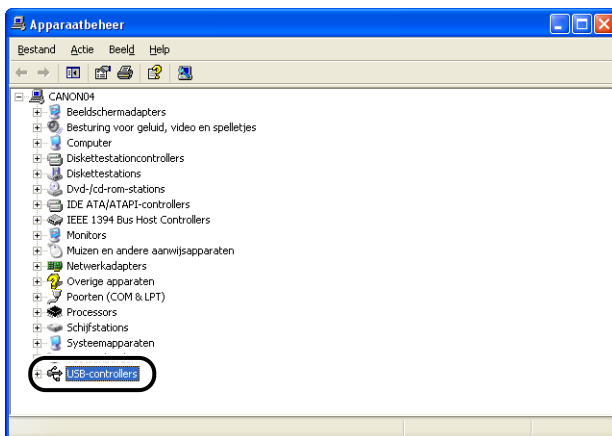 Apparaatbeheer
Bestand Actie Beeld Help
CANON04
Beeldschermadapters
Besturing voor geluid, video en spelletjes
Computer
Diskettestationcontrollers
Diskettestations
Dvd-/cd-rom-stations
IDE ATA/ATAPI-controllers
IEEE 1394 Bus Host Controllers
Monitors
Muizen en andere aanwijsapparaten
Netwerkadapters
Overige apparaten
Poorten (COM & LPT)
Processors
Schijfstations
Systeemapparaten
USB-controllers